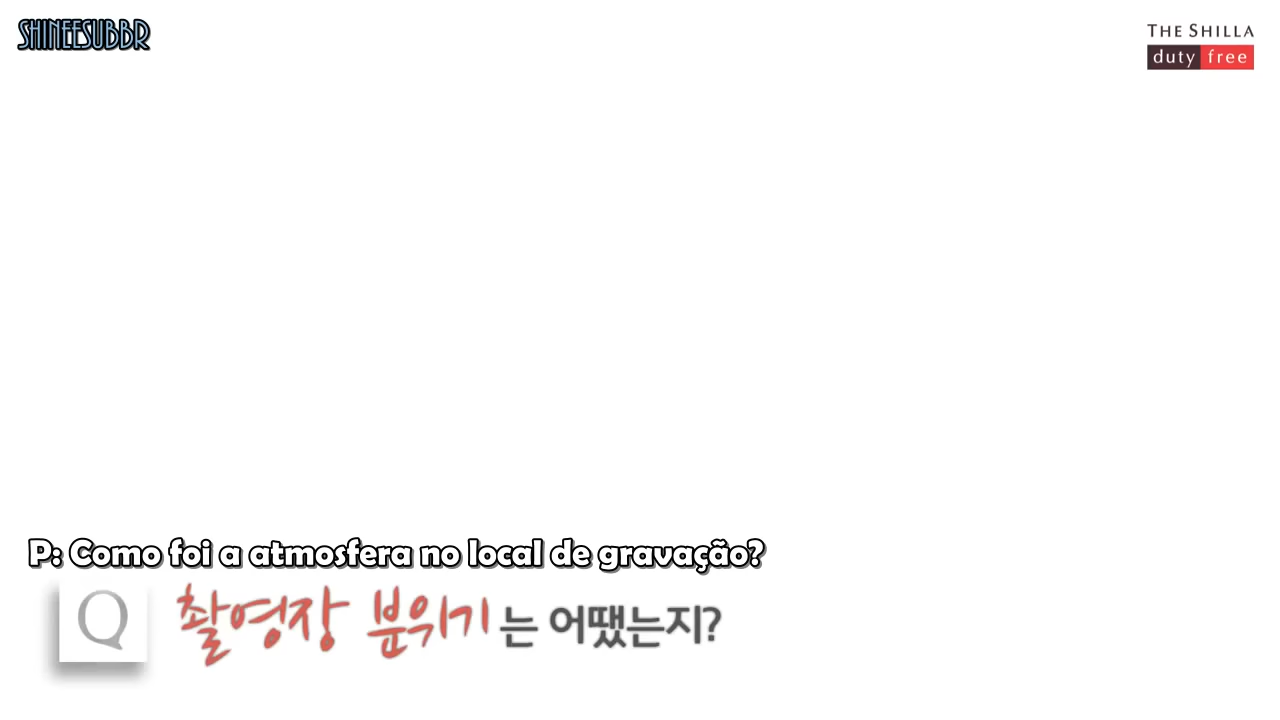 SHINEESUBBR
THE SHILLA
duty free
P: Como foi a atmosfera no local de gravação?
Q 촬영장 분위기는 어땠는지?